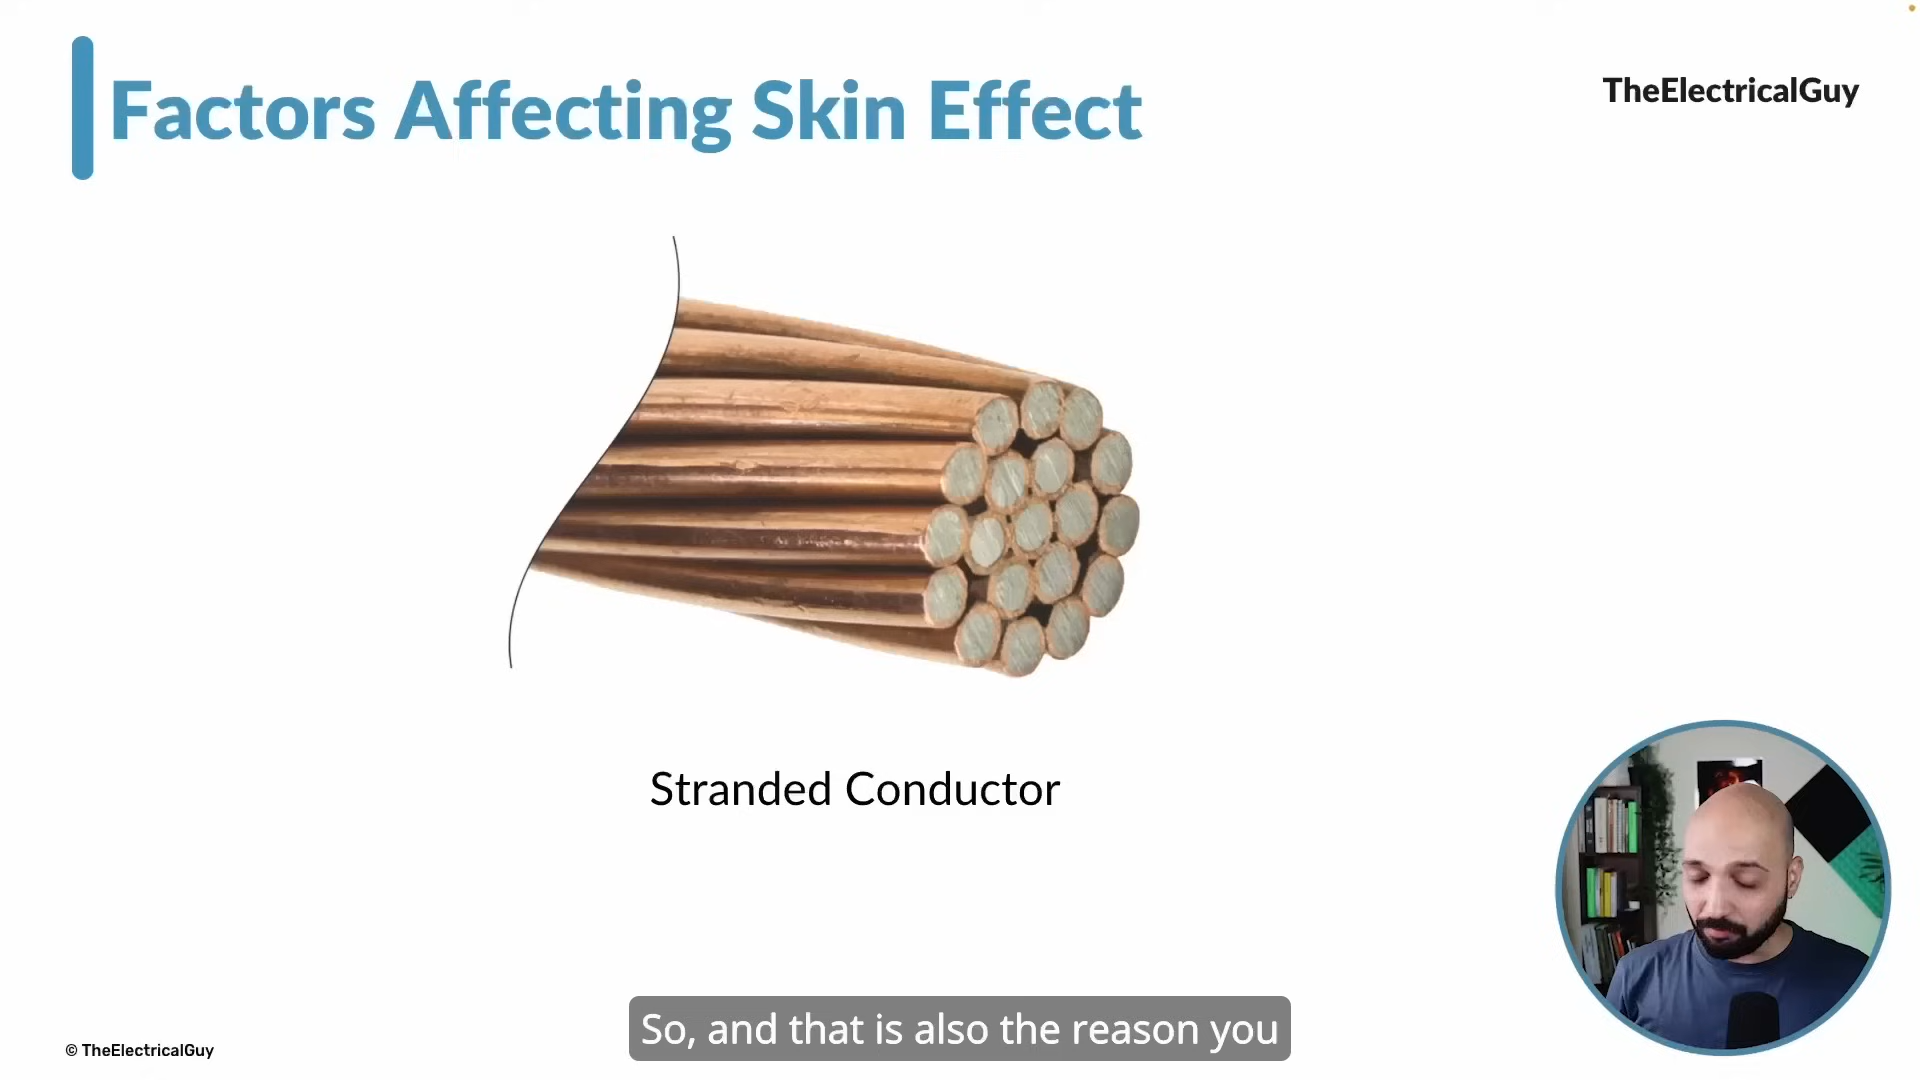 Factors Affecting Skin Effect
TheElectricalGuy
Stranded Conductor
So, and that is also the reason you
© TheElectricalGuy